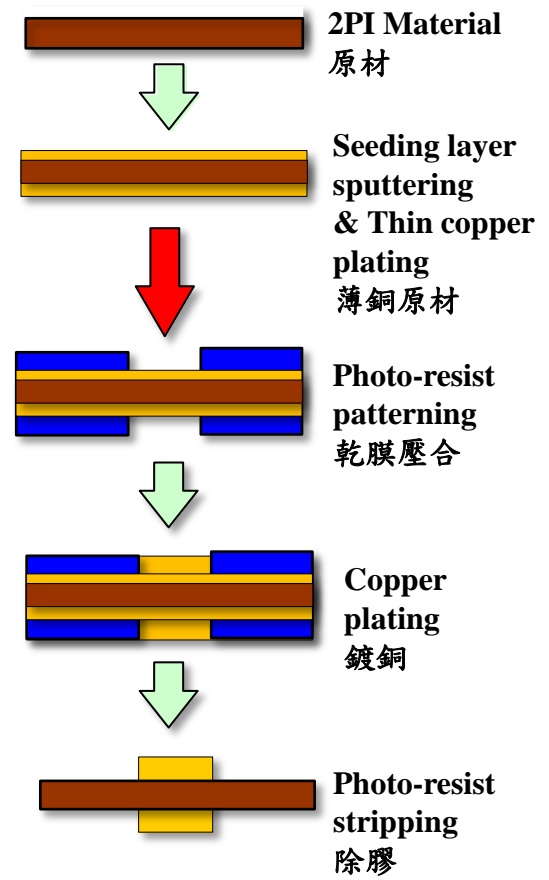 2PI Material
原材
Seeding layer
sputtering
& Thin copper
plating
薄銅原材
Photo-resist
patterning
乾膜壓合
Copper
plating
鍍銅
Photo-resist
stripping
除膠